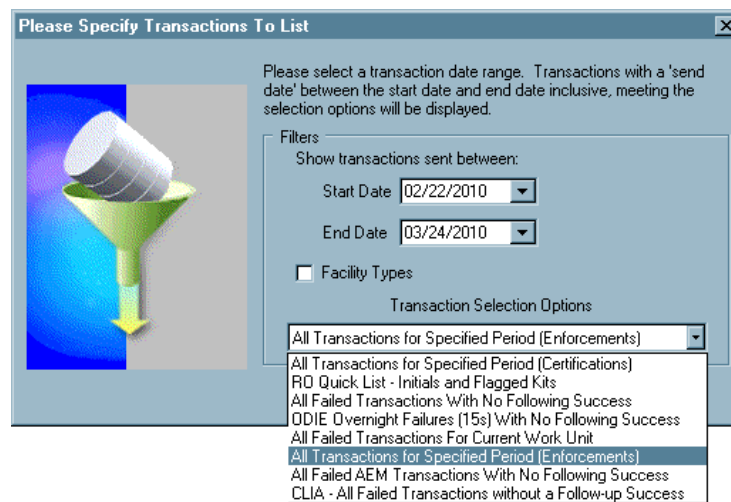 Please Specify Transactions To List
Please select a transaction date range. Transactions with a 'send
date' between the start date and end date inclusive, meeting the
selection options will be displayed.
Filters
Show transactions sent between:
Start Date 02/22/2010
End Date 03/24/2010
Facility Types
Transaction Selection Options
All Transactions for Specified Period (Enforcements)
All Transactions for Specified Period (Certifications)
RO Quick List - Initials and Flagged Kits
All Failed Transactions With No Following Success
ODIE Overnight Failures (15s) With No Following Success
All Failed Transactions For Current Work Unit
All Transactions for Specified Period (Enforcements)
All Failed AEM Transactions With No Following Success
CLIA - All Failed Transactions without a Follow-up Success